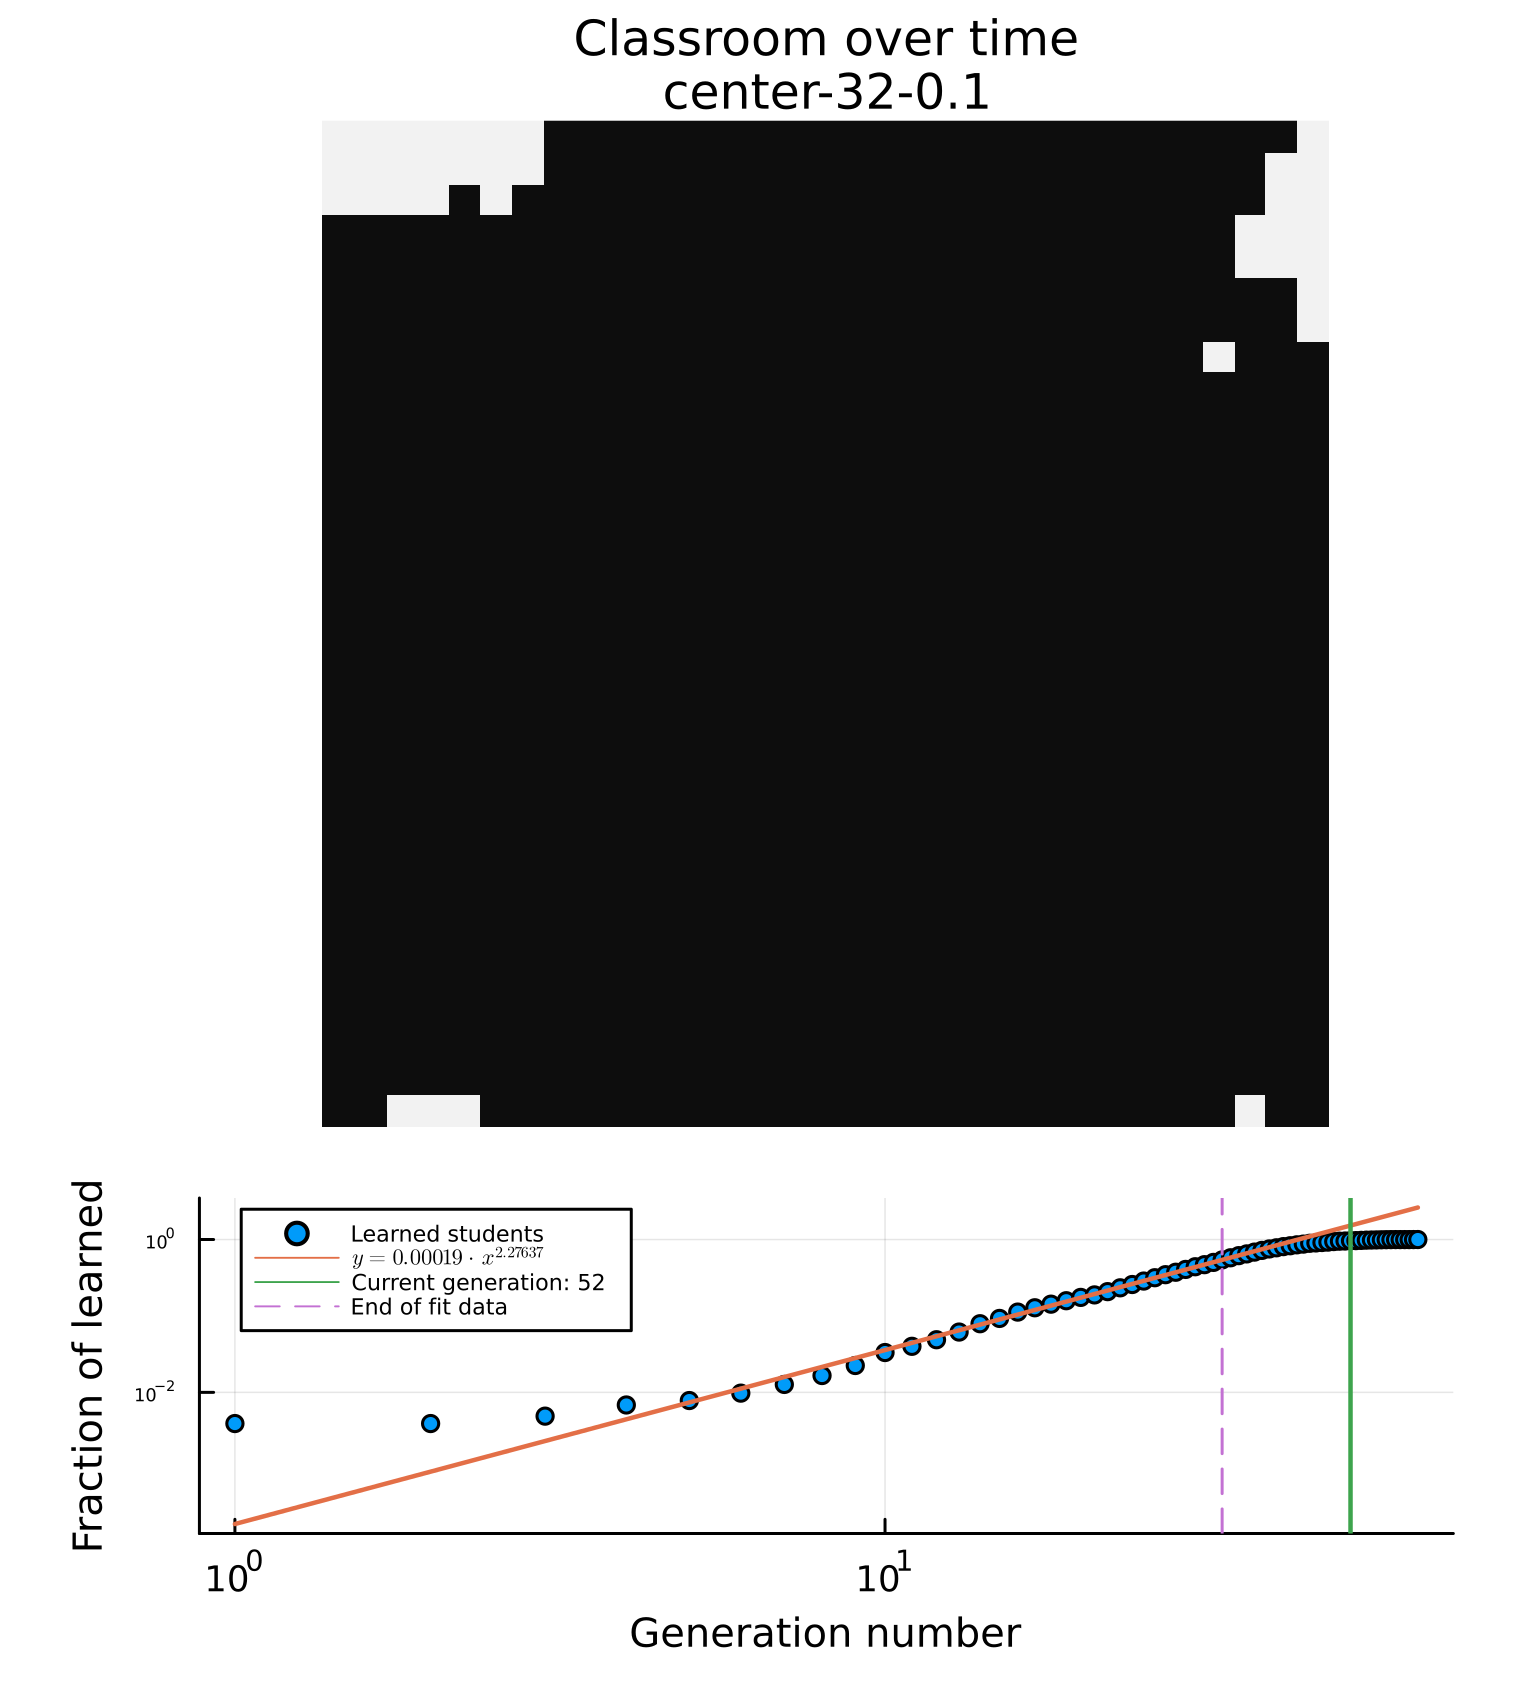 Classroom over time
center-32-0.1
Fraction of learned
10^0
10^−2
Learned students
y = 0.00019 · x^2.27637
Current generation: 52
End of fit data
10^0
10^1
Generation number